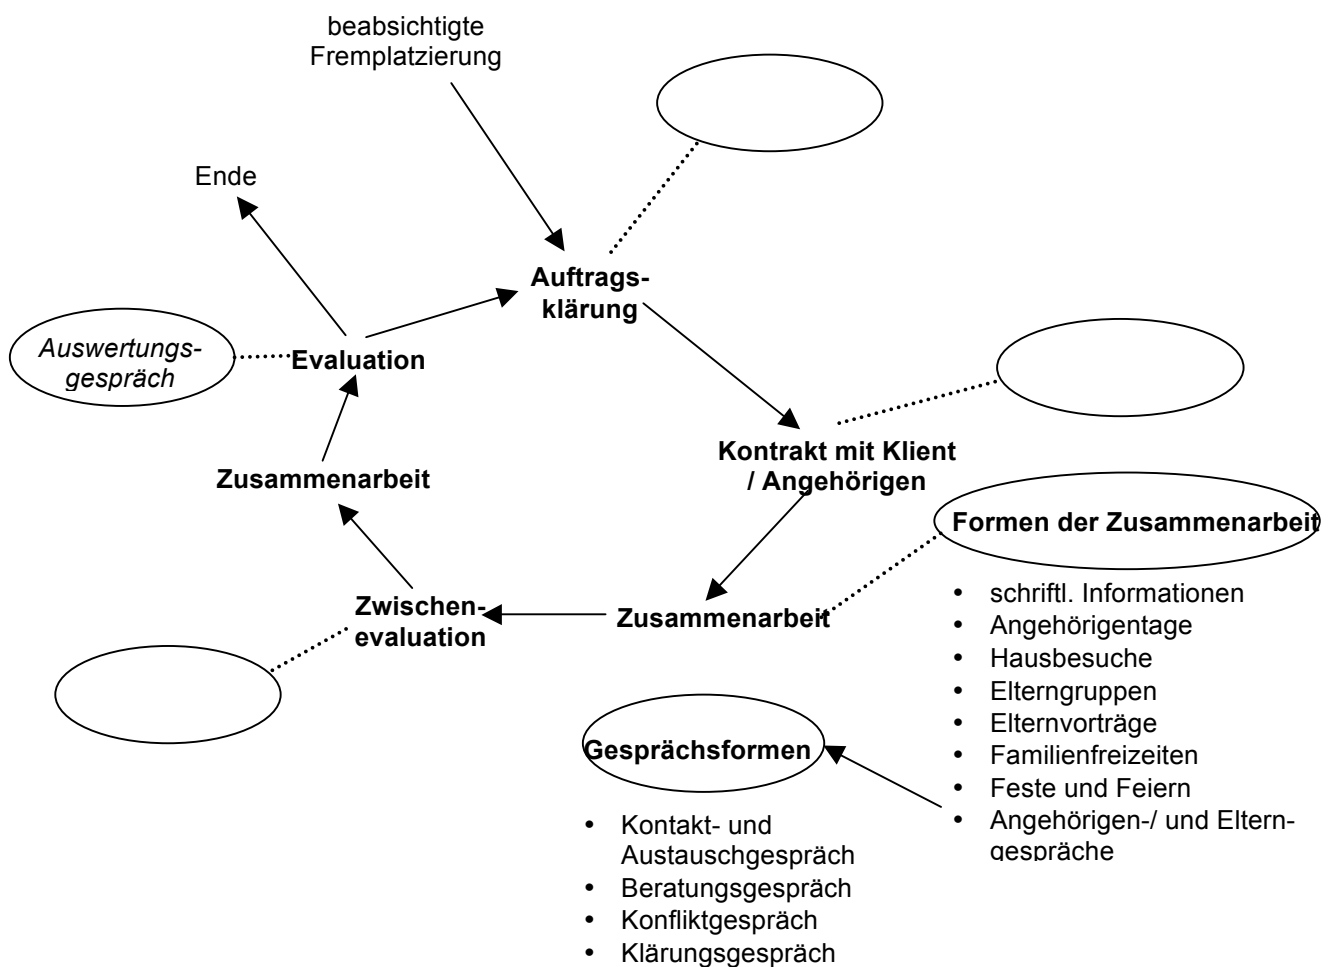 beabsichtigte
Fremplatzierung
Ende
Auftrags-
klärung
Auswertungs-
gespräch
Evaluation
Kontrakt mit Klient
/ Angehörigen
Zusammenarbeit
Formen der Zusammenarbeit
• schriftl. Informationen
• Angehörigentage
• Hausbesuche
• Elterngruppen
• Elternvorträge
• Familienfreizeiten
• Feste und Feiern
• Angehörigen-/ und Eltern-
gespräche
Zwischen-
evaluation
Zusammenarbeit
Gesprächsformen
• Kontakt- und
Austauschgespräch
• Beratungsgespräch
• Konfliktgespräch
• Klärungsgespräch